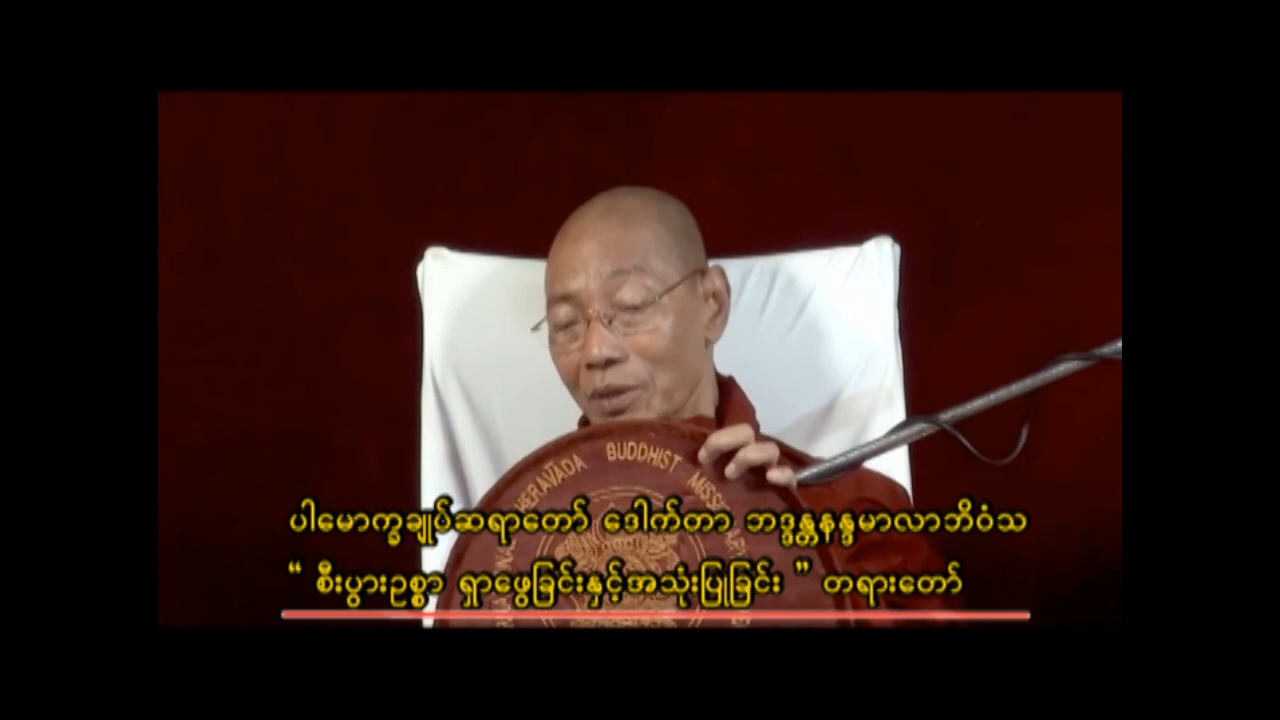 HERAVADA BUDDHIST MISS
ပါမောက္ခချုပ်ဆရာတော် ဒေါက်တာ ဘဒ္ဒန္တနန္ဒမာလာဘိဝံသ
“ စီးပွားဥစ္စာ ရှာဖွေခြင်းနှင့်အသုံးပြုခြင်း ” တရားတော်